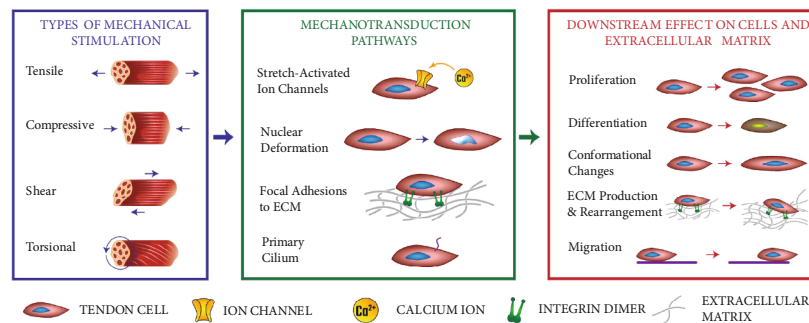 TYPES OF MECHANICAL
STIMULATION
Tensile
Compressive
Shear
Torsional
MECHANOTRANSDUCTION
PATHWAYS
Stretch-Activated
Ion Channels
Ca²⁺
Nuclear
Deformation
Focal Adhesions
to ECM
Primary
Cilium
DOWNSTREAM EFFECT ON CELLS AND
EXTRACELLULAR MATRIX
Proliferation
Differentiation
Conformational
Changes
ECM Production
& Rearrangement
Migration
TENDON CELL
ION CHANNEL
Ca²⁺
CALCIUM ION
INTEGRIN DIMER
EXTRACELLULAR
MATRIX